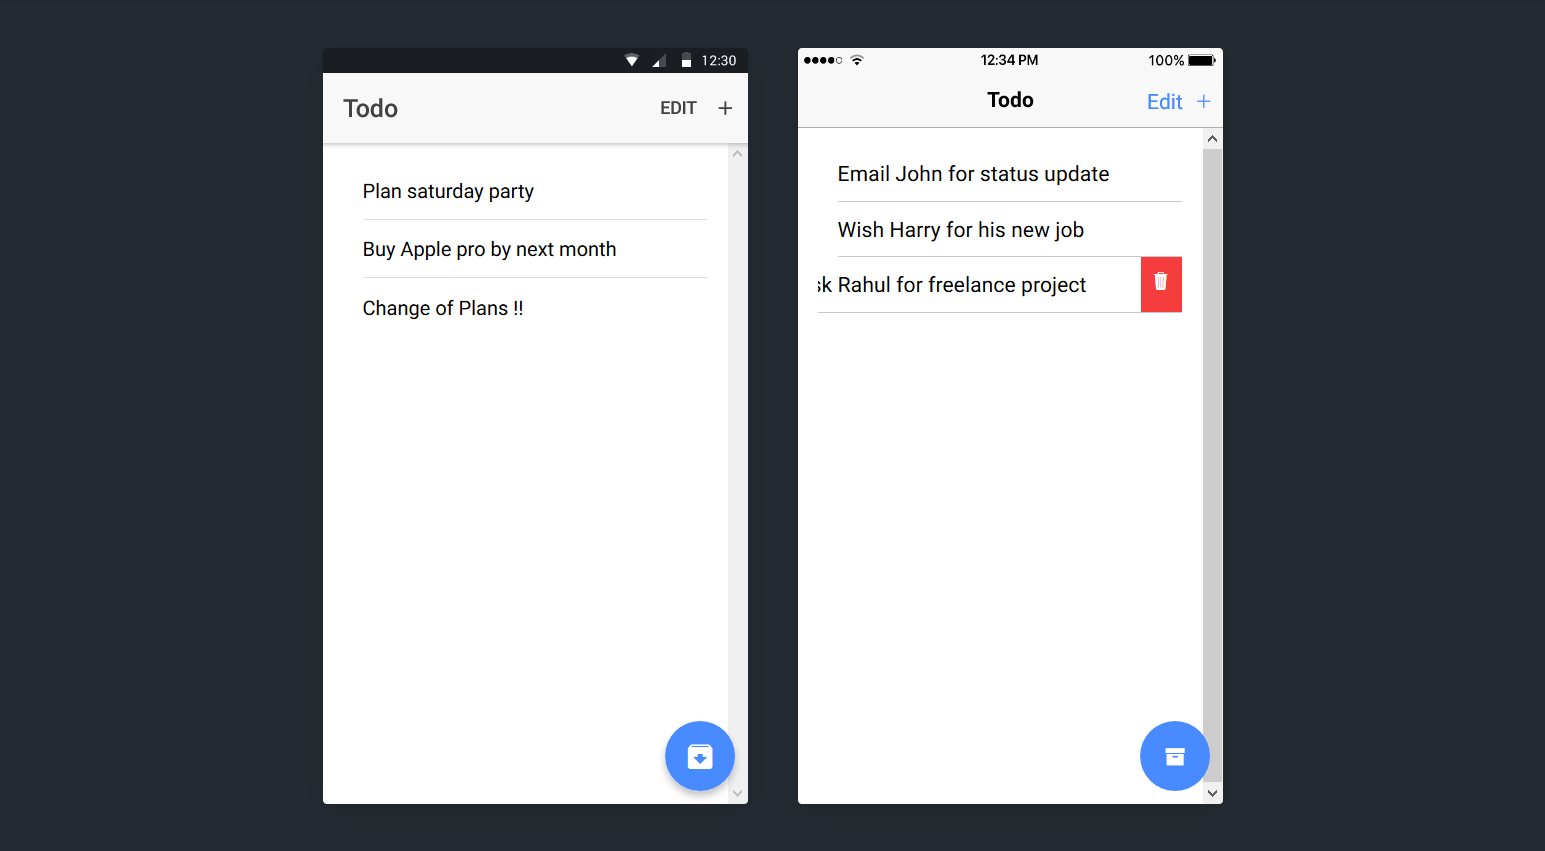 12:30
Todo EDIT +
Plan saturday party
Buy Apple pro by next month
Change of Plans !!
12:34 PM 100%
Todo Edit +
Email John for status update
Wish Harry for his new job
sk Rahul for freelance project